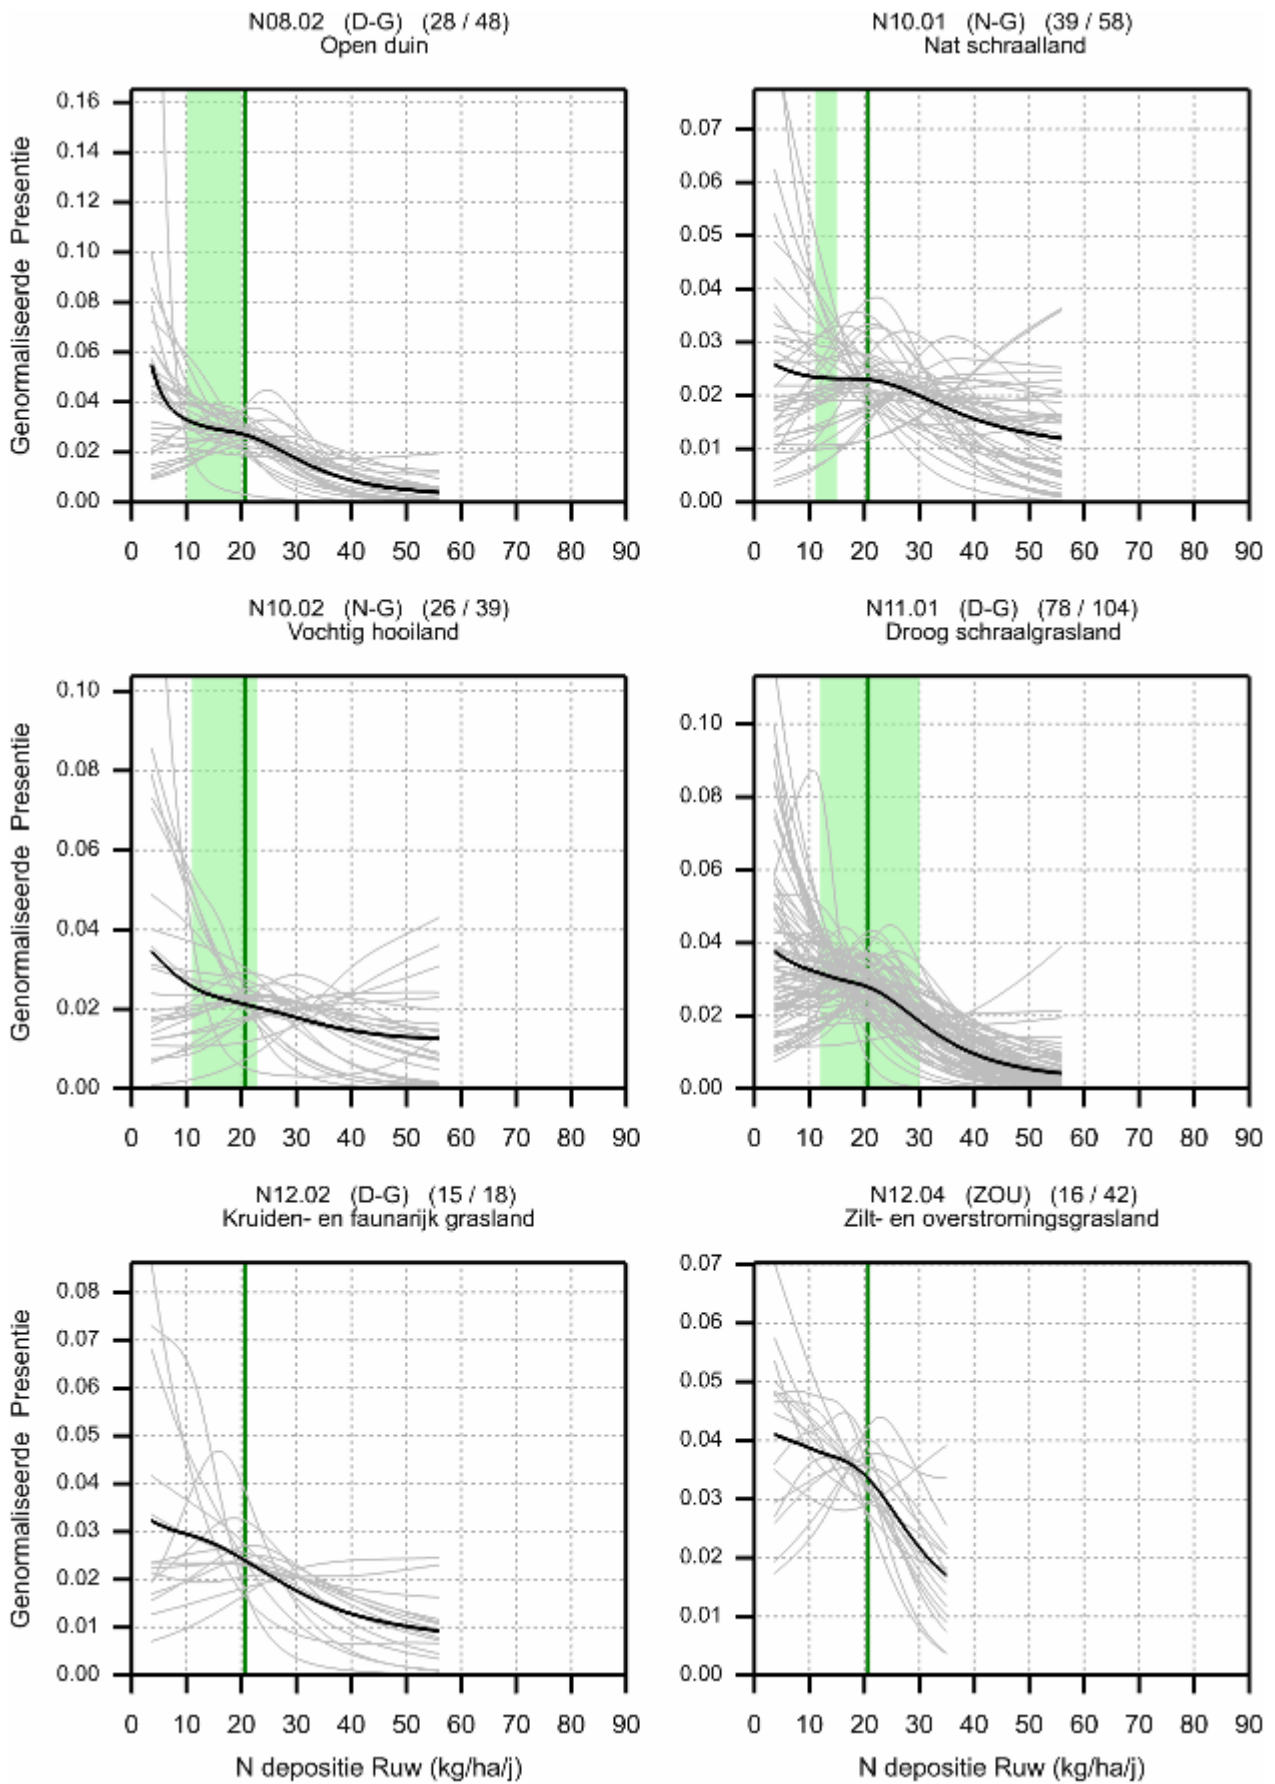 N08.02 (D-G) (28 / 48)
Open duin
Genormaliseerde Presentie
0.16
0.14
0.12
0.10
0.08
0.06
0.04
0.02
0.00
0 10 20 30 40 50 60 70 80 90
N10.01 (N-G) (39 / 58)
Nat schraalland
0.07
0.06
0.05
0.04
0.03
0.02
0.01
0.00
0 10 20 30 40 50 60 70 80 90
N10.02 (N-G) (26 / 39)
Vochtig hooiland
Genormaliseerde Presentie
0.10
0.08
0.06
0.04
0.02
0.00
0 10 20 30 40 50 60 70 80 90
N11.01 (D-G) (78 / 104)
Droog schraalgrasland
0.10
0.08
0.06
0.04
0.02
0.00
0 10 20 30 40 50 60 70 80 90
N12.02 (D-G) (15 / 18)
Kruiden- en faunarijk grasland
Genormaliseerde Presentie
0.08
0.07
0.06
0.05
0.04
0.03
0.02
0.01
0.00
0 10 20 30 40 50 60 70 80 90
N depositie Ruw (kg/ha/j)
N12.04 (ZOU) (16 / 42)
Zilt- en overstromingsgrasland
0.07
0.06
0.05
0.04
0.03
0.02
0.01
0.00
0 10 20 30 40 50 60 70 80 90
N depositie Ruw (kg/ha/j)